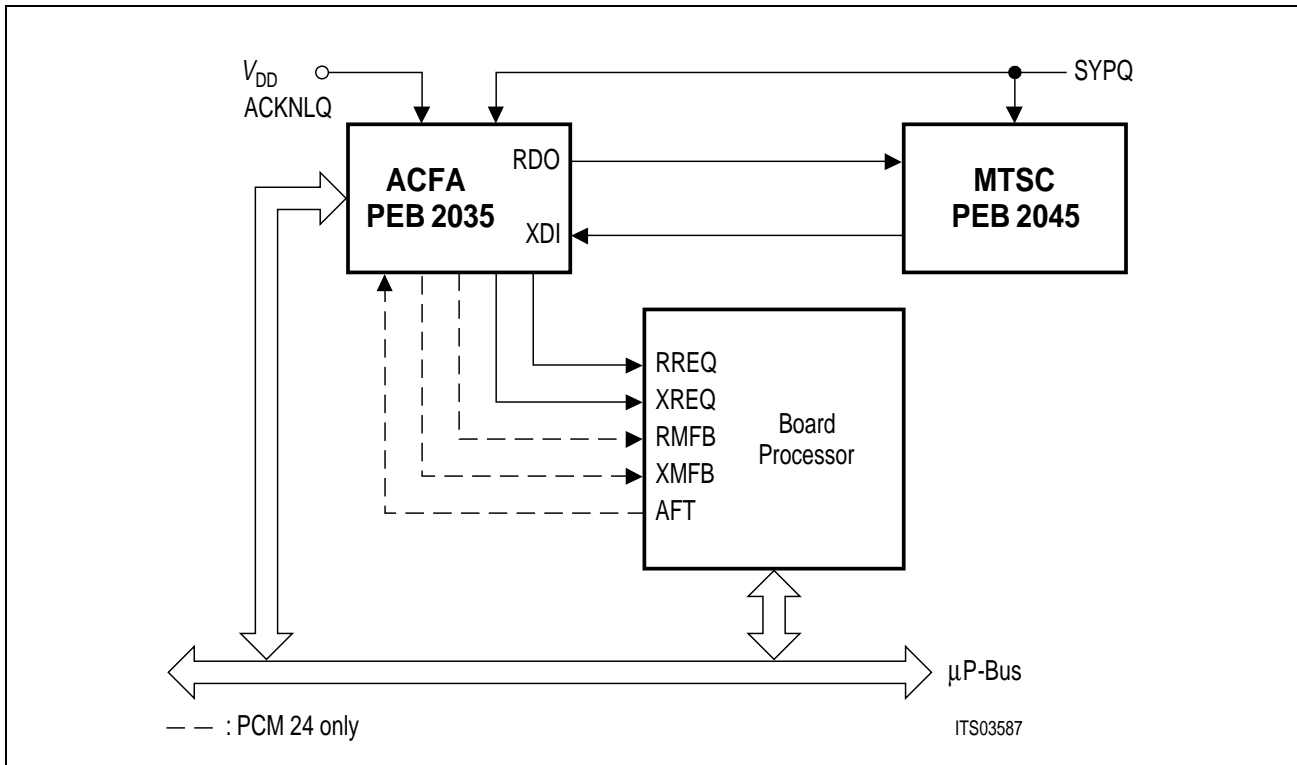 V_DD
ACKNLQ
SYPQ
ACFA
PEB 2035
RDO
XDI
MTSC
PEB 2045
RREQ
XREQ
RMFB
XMFB
AFT
Board
Processor
µP-Bus
— — : PCM 24 only
ITS03587